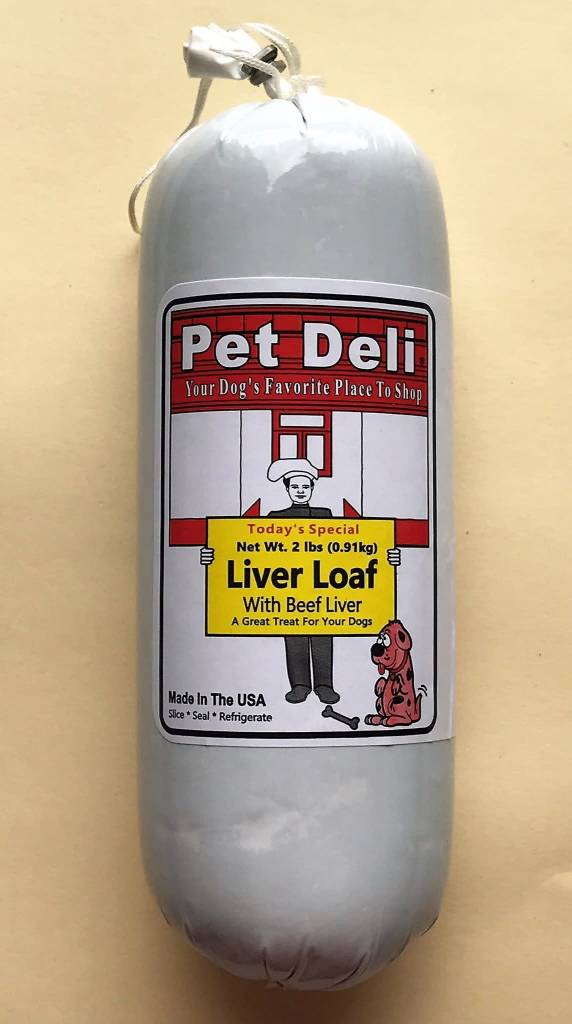 Pet Deli
Your Dog's Favorite Place To Shop
Today's Special
Net Wt. 2 lbs (0.91kg)
Liver Loaf
With Beef Liver
A Great Treat For Your Dogs
Made In The USA
Slice * Seal * Refrigerate